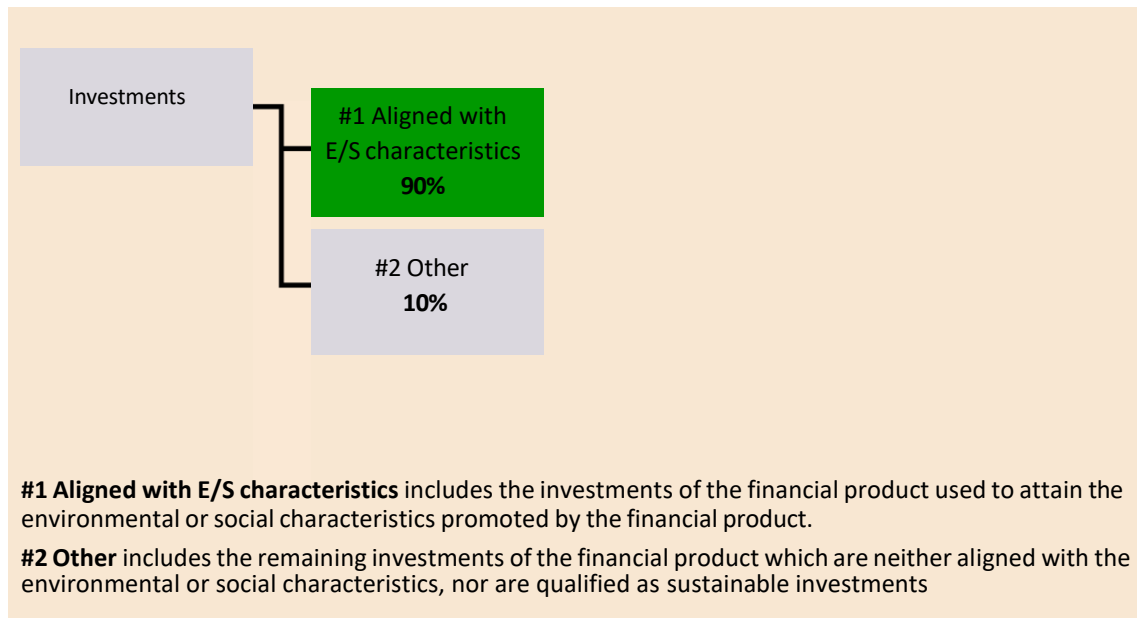 Investments
#1 Aligned with
E/S characteristics
90%
#2 Other
10%
#1 Aligned with E/S characteristics includes the investments of the financial product used to attain the
environmental or social characteristics promoted by the financial product.
#2 Other includes the remaining investments of the financial product which are neither aligned with the
environmental or social characteristics, nor are qualified as sustainable investments